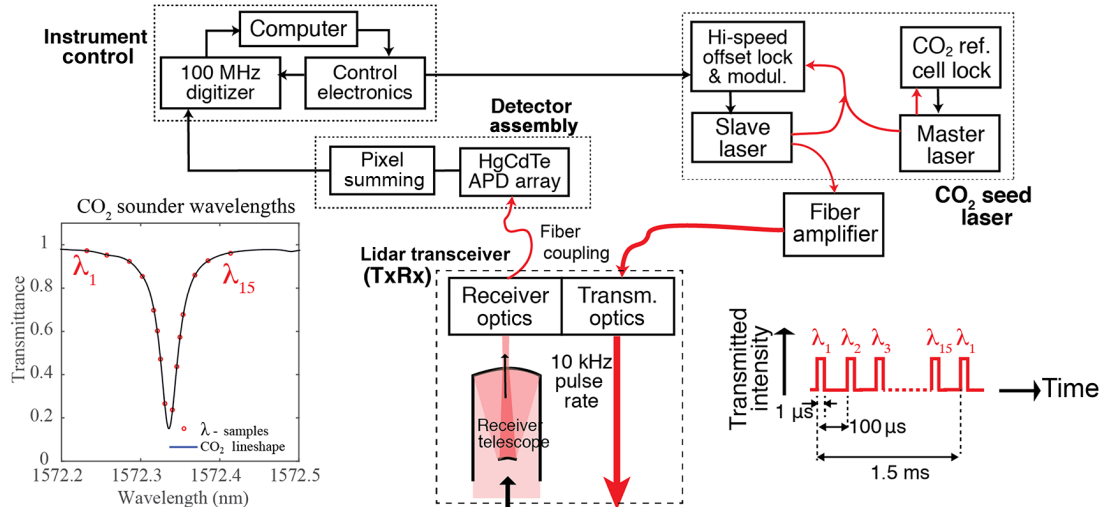 Instrument
control
Computer
100 MHz
digitizer
Control
electronics
Detector
assembly
Pixel
summing
HgCdTe
APD array
Hi-speed
offset lock
& modul.
CO2 ref.
cell lock
Slave
laser
Master
laser
CO2 seed
laser
Fiber
amplifier
Fiber
coupling
Lidar transceiver
(TxRx)
Receiver
optics
Transm.
optics
10 kHz
pulse
rate
Receiver
telescope
CO2 sounder wavelengths
Transmittance
1
0.8
0.6
0.4
0.2
0
λ1
λ15
λ - samples
CO2 lineshape
1572.2 1572.3 1572.4 1572.5
Wavelength (nm)
Transmitted
intensity
λ1 λ2 λ3 λ15 λ1
Time
1 µs
100 µs
1.5 ms